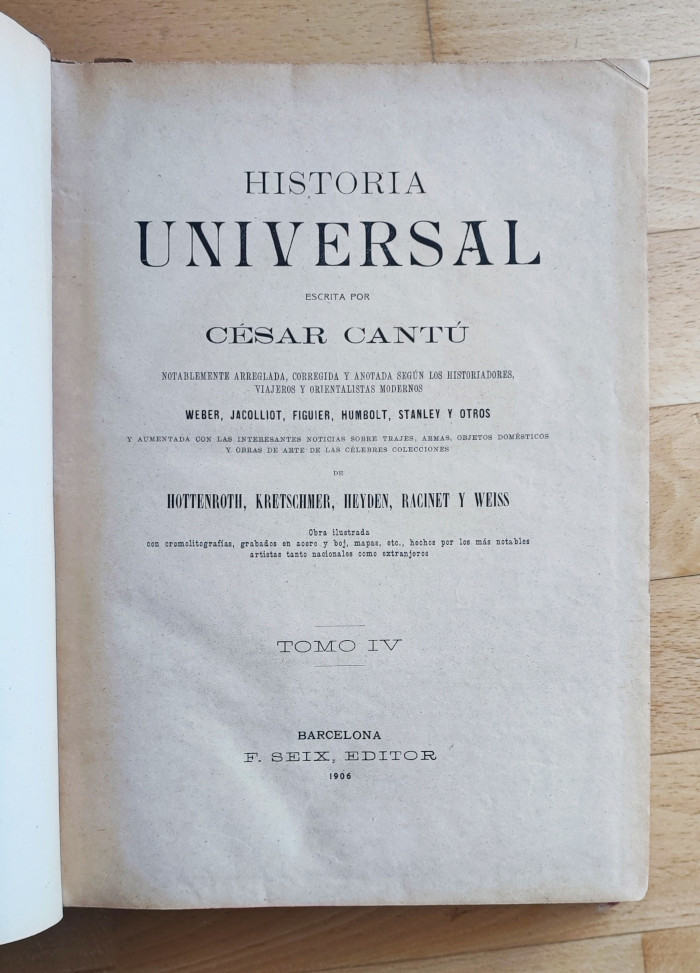 HISTORIA
UNIVERSAL
ESCRITA POR
CÉSAR CANTÚ
NOTABLEMENTE ARREGLADA, CORREGIDA Y ANOTADA SEGÚN LOS HISTORIADORES,
VIAJEROS Y ORIENTALISTAS MODERNOS
WEBER, JACOLLIOT, FIGUIER, HUMBOLT, STANLEY Y OTROS
Y AUMENTADA CON LAS INTERESANTES NOTICIAS SOBRE TRAJES, ARMAS, OBJETOS DOMÉSTICOS
Y OBRAS DE ARTE DE LAS CÉLEBRES COLECCIONES
DE
HOTTENROTH, KRETSCHMER, HEYDEN, RACINET Y WEISS
Obra ilustrada
con cromolitografías, grabados en acero y boj, mapas, etc., hechos por los más notables
artistas tanto nacionales como extranjeros
TOMO IV
BARCELONA
F. SEIX, EDITOR
1906